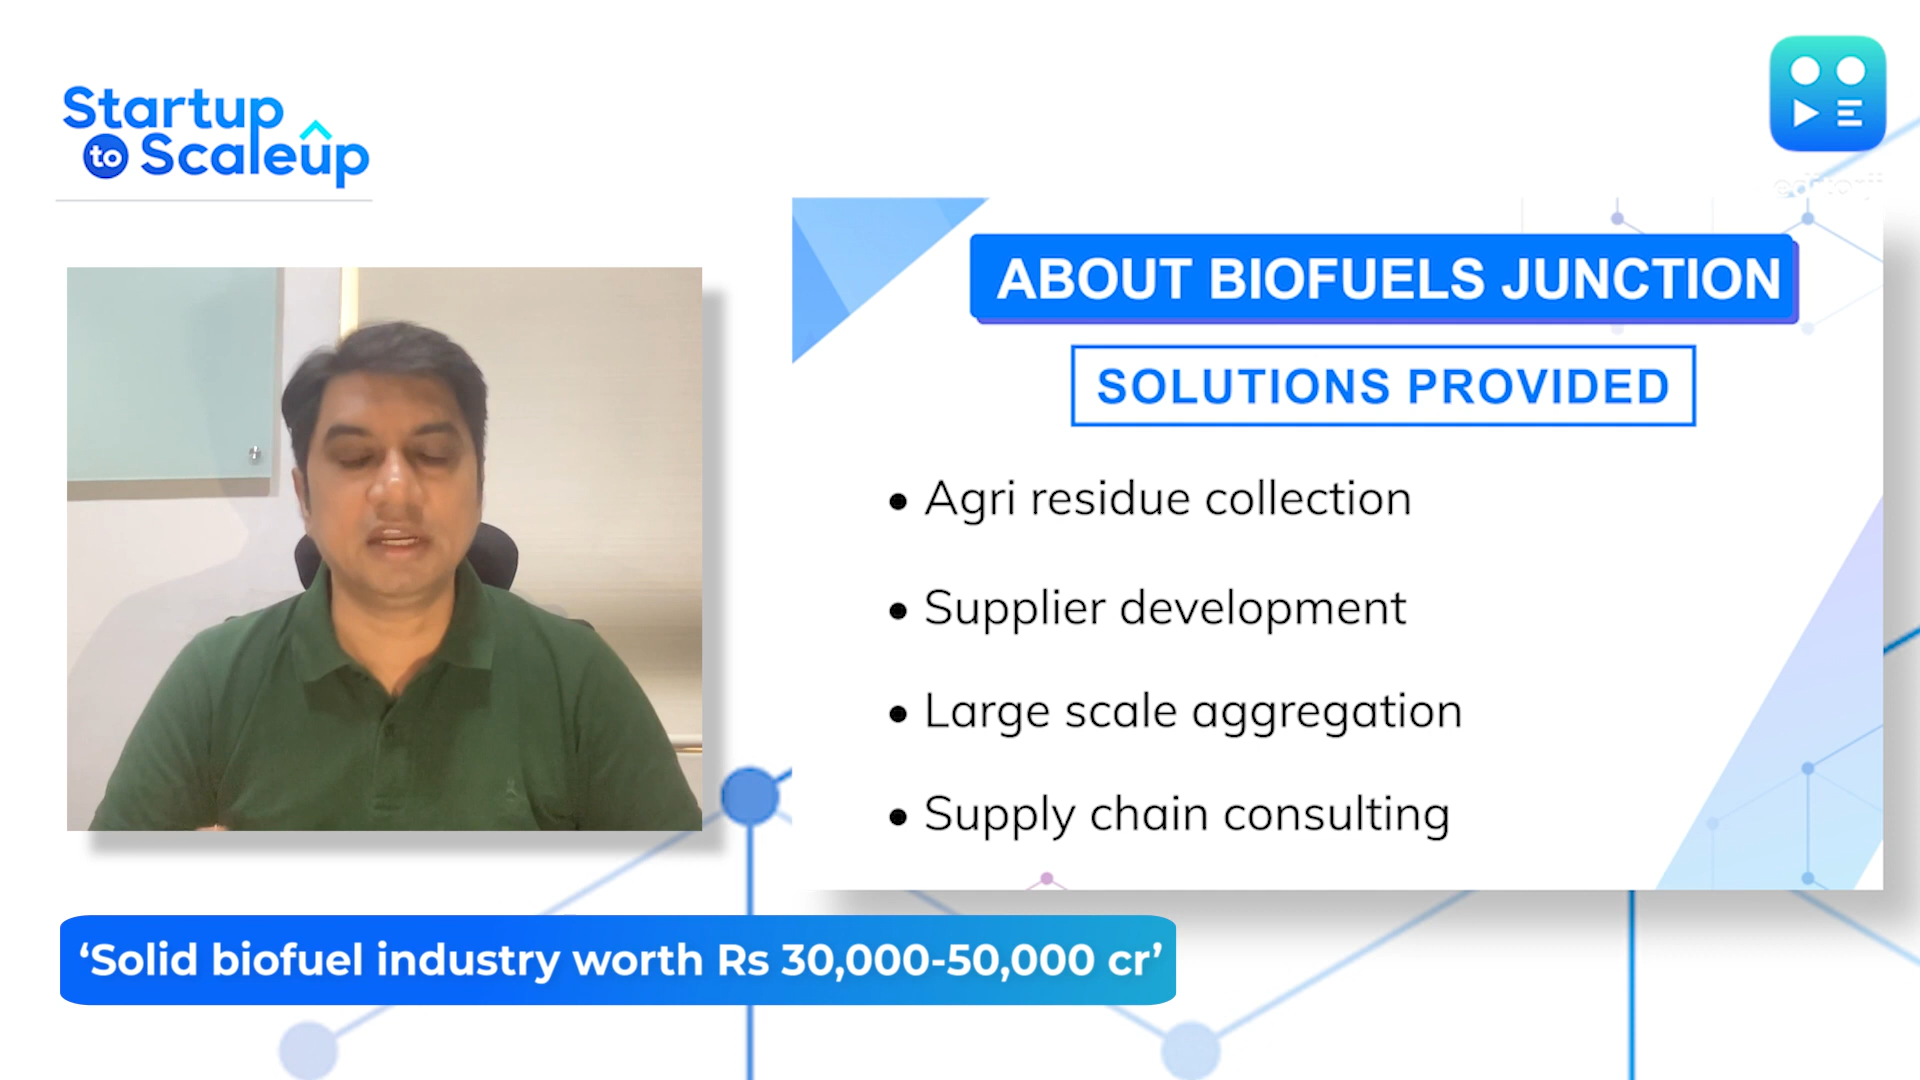 Startup
to Scaleup
editorji
ABOUT BIOFUELS JUNCTION
SOLUTIONS PROVIDED
• Agri residue collection
• Supplier development
• Large scale aggregation
• Supply chain consulting
‘Solid biofuel industry worth Rs 30,000-50,000 cr’